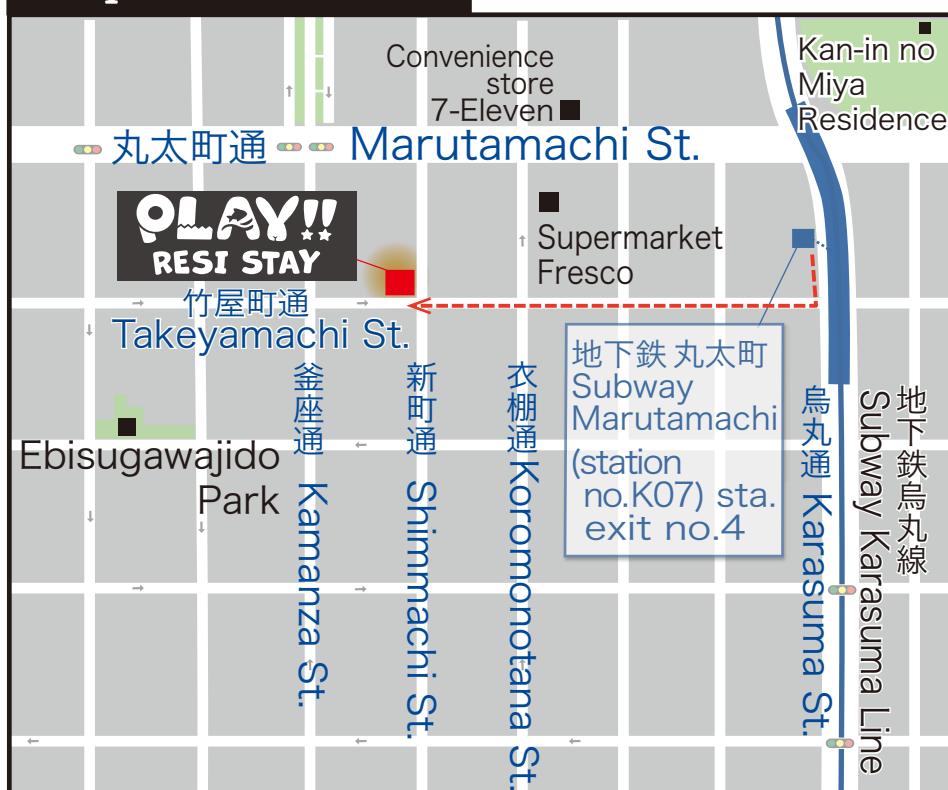 Convenience
store
7-Eleven
Kan-in no
Miya
Residence
丸太町通 Marutamachi St.
PLAY!!
RESI STAY
Supermarket
Fresco
竹屋町通
Takeyamachi St.
地下鉄 丸太町
Subway
Marutamachi
(station
no.K07) sta.
exit no.4
Ebisugawajido
Park
釜座通 Kamanza St.
新町通 Shimmachi St.
衣棚通 Koromonotana St.
烏丸通 Karasuma St.
Subway Karasuma Line
地下鉄烏丸線